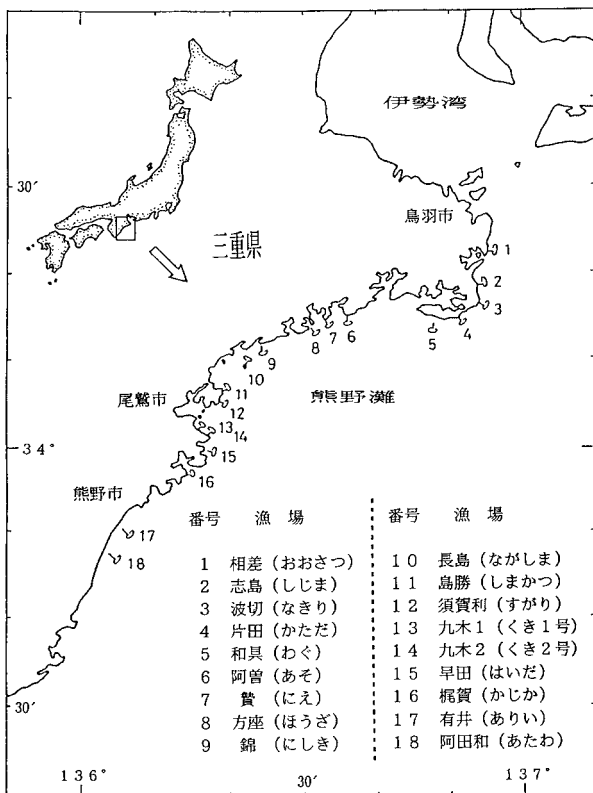 伊勢湾
30′
鳥羽市
三重県
1
2
3
4
5
6
7
8
9
10
11
12
尾鷲市
熊野灘
13
14
34°
15
16
熊野市
17
18
番号 漁場
1 相差(おおさつ)
2 志島(しじま)
3 波切(なきり)
4 片田(かただ)
5 和具(わぐ)
6 阿曽(あそ)
7 贄(にえ)
8 方座(ほうざ)
9 錦(にしき)
番号 漁場
10 長島(ながしま)
11 島勝(しまかつ)
12 須賀利(すがり)
13 九木1(くき1号)
14 九木2(くき2号)
15 早田(はいだ)
16 梶賀(かじか)
17 有井(ありい)
18 阿田和(あたわ)
30′
136°
30′
137°